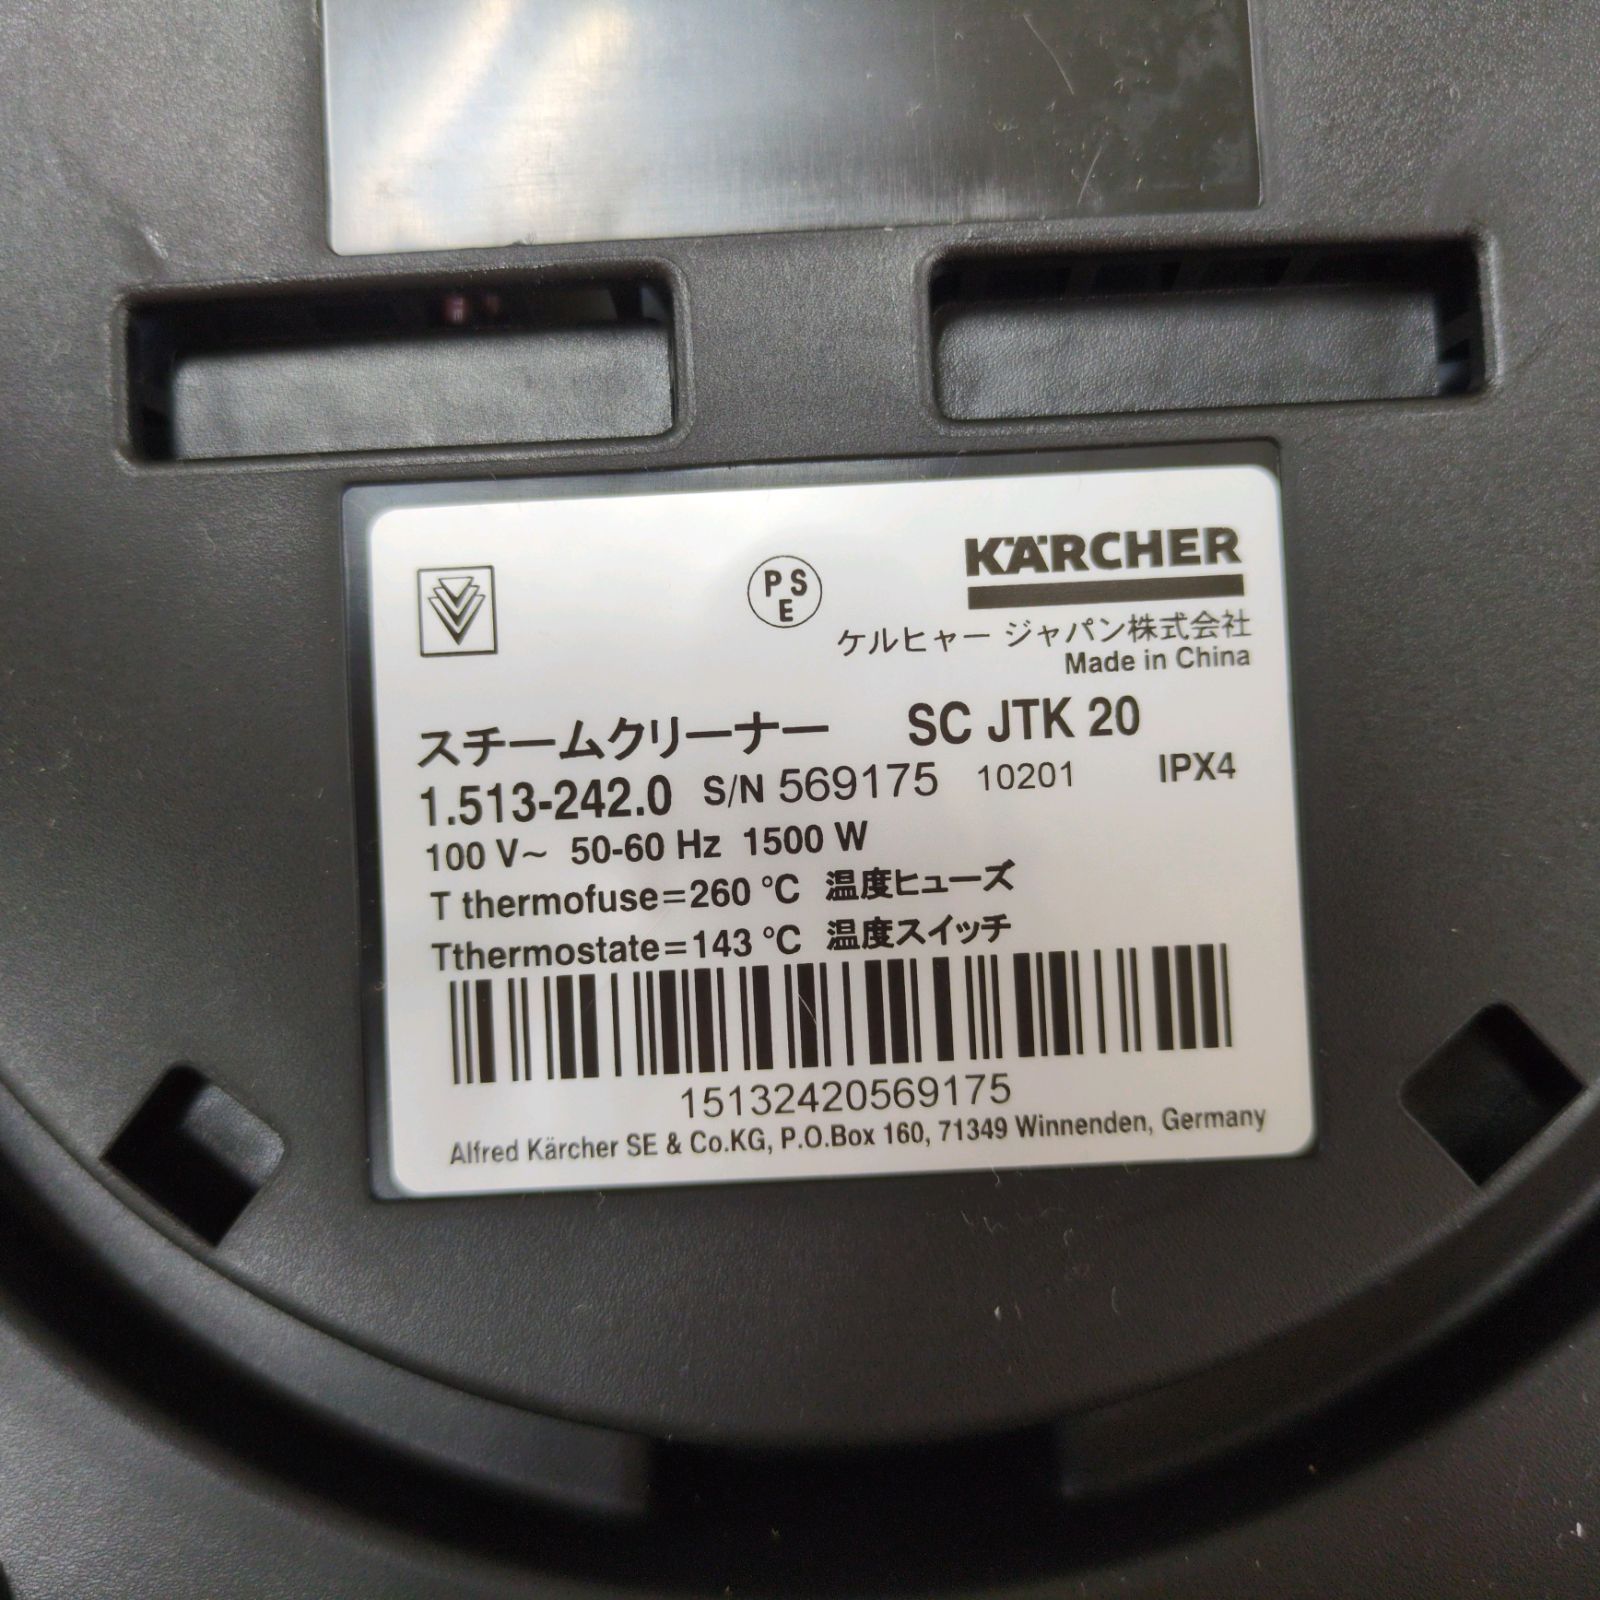 PSE
KÄRCHER
ケルヒャー ジャパン株式会社
Made in China
スチームクリーナー SC JTK 20
1.513-242.0 S/N 569175 10201 IPX4
100 V~ 50-60 Hz 1500 W
T thermofuse=260 °C 温度ヒューズ
Tthermostate=143 °C 温度スイッチ
15132420569175
Alfred Kärcher SE & Co.KG, P.O.Box 160, 71349 Winnenden, Germany